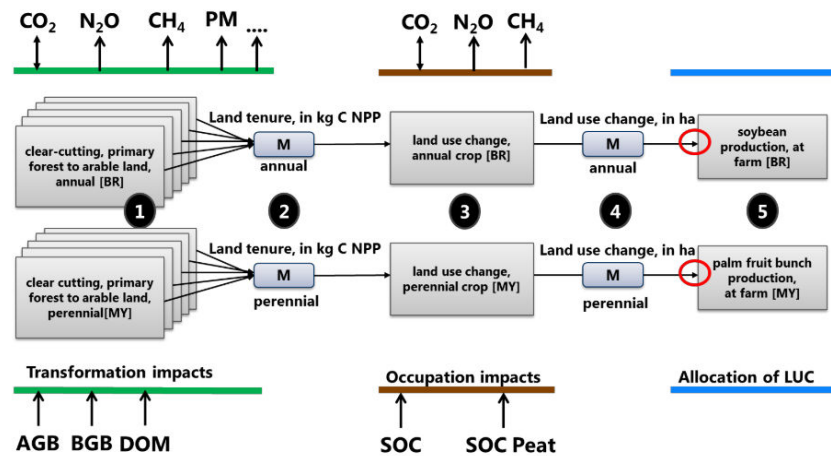 CO2 N2O CH4 PM ....
CO2 N2O CH4
Land tenure, in kg C NPP
Land use change, in ha
clear-cutting, primary
forest to arable land,
annual [BR]
M
annual
land use change,
annual crop [BR]
M
annual
soybean
production, at
farm [BR]
1 2 3 4 5
Land tenure, in kg C NPP
Land use change, in ha
clear cutting, primary
forest to arable land,
perennial[MY]
M
perennial
land use change,
perennial crop [MY]
M
perennial
palm fruit bunch
production,
at farm [MY]
Transformation impacts
Occupation impacts
Allocation of LUC
AGB BGB DOM
SOC SOC Peat